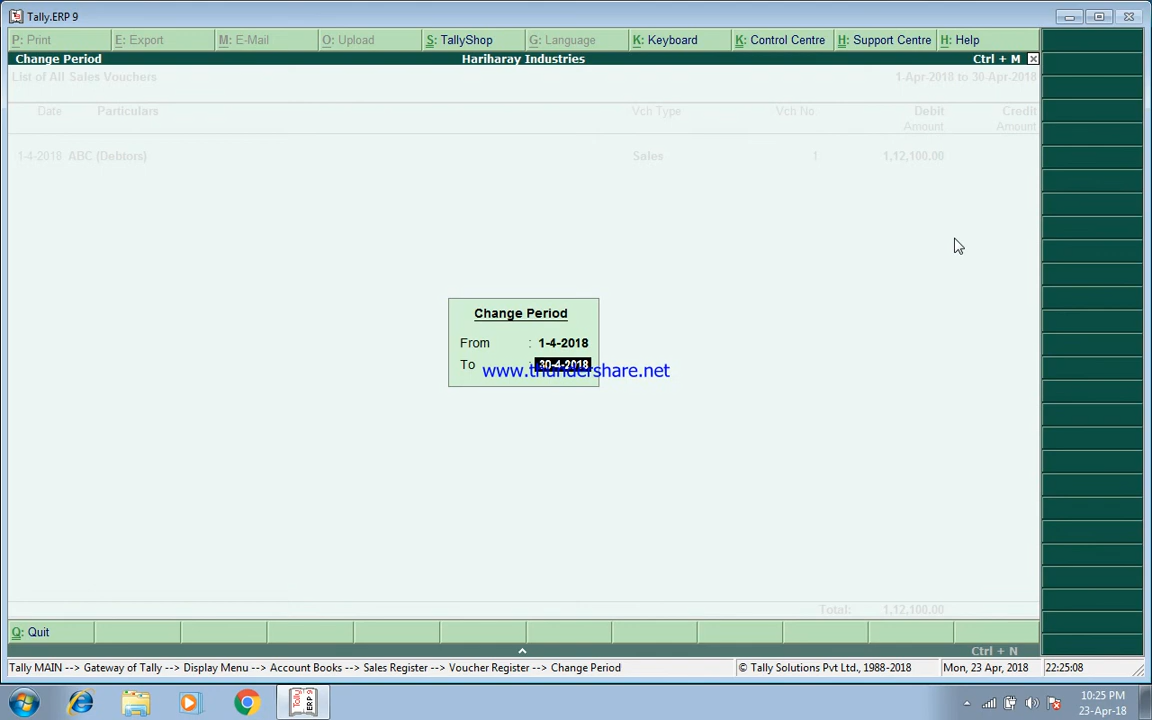 Tally.ERP 9
P: Print E: Export M: E-Mail O: Upload S: TallyShop G: Language K: Keyboard K: Control Centre H: Support Centre H: Help
Change Period Hariharay Industries Ctrl + M
List of All Sales Vouchers 1-Apr-2018 to 30-Apr-2018
Date Particulars Vch Type Vch No Debit Credit
Amount Amount
1-4-2018 ABC (Debtors) Sales 1 1,12,100.00
Change Period
From : 1-4-2018
To : 30-4-2018
www.thundershare.net
Total: 1,12,100.00
Q: Quit
Ctrl + N
Tally MAIN --> Gateway of Tally --> Display Menu --> Account Books --> Sales Register --> Voucher Register --> Change Period © Tally Solutions Pvt Ltd., 1988-2018 Mon, 23 Apr, 2018 22:25:08
Tally ERP 9
10:25 PM
23-Apr-18